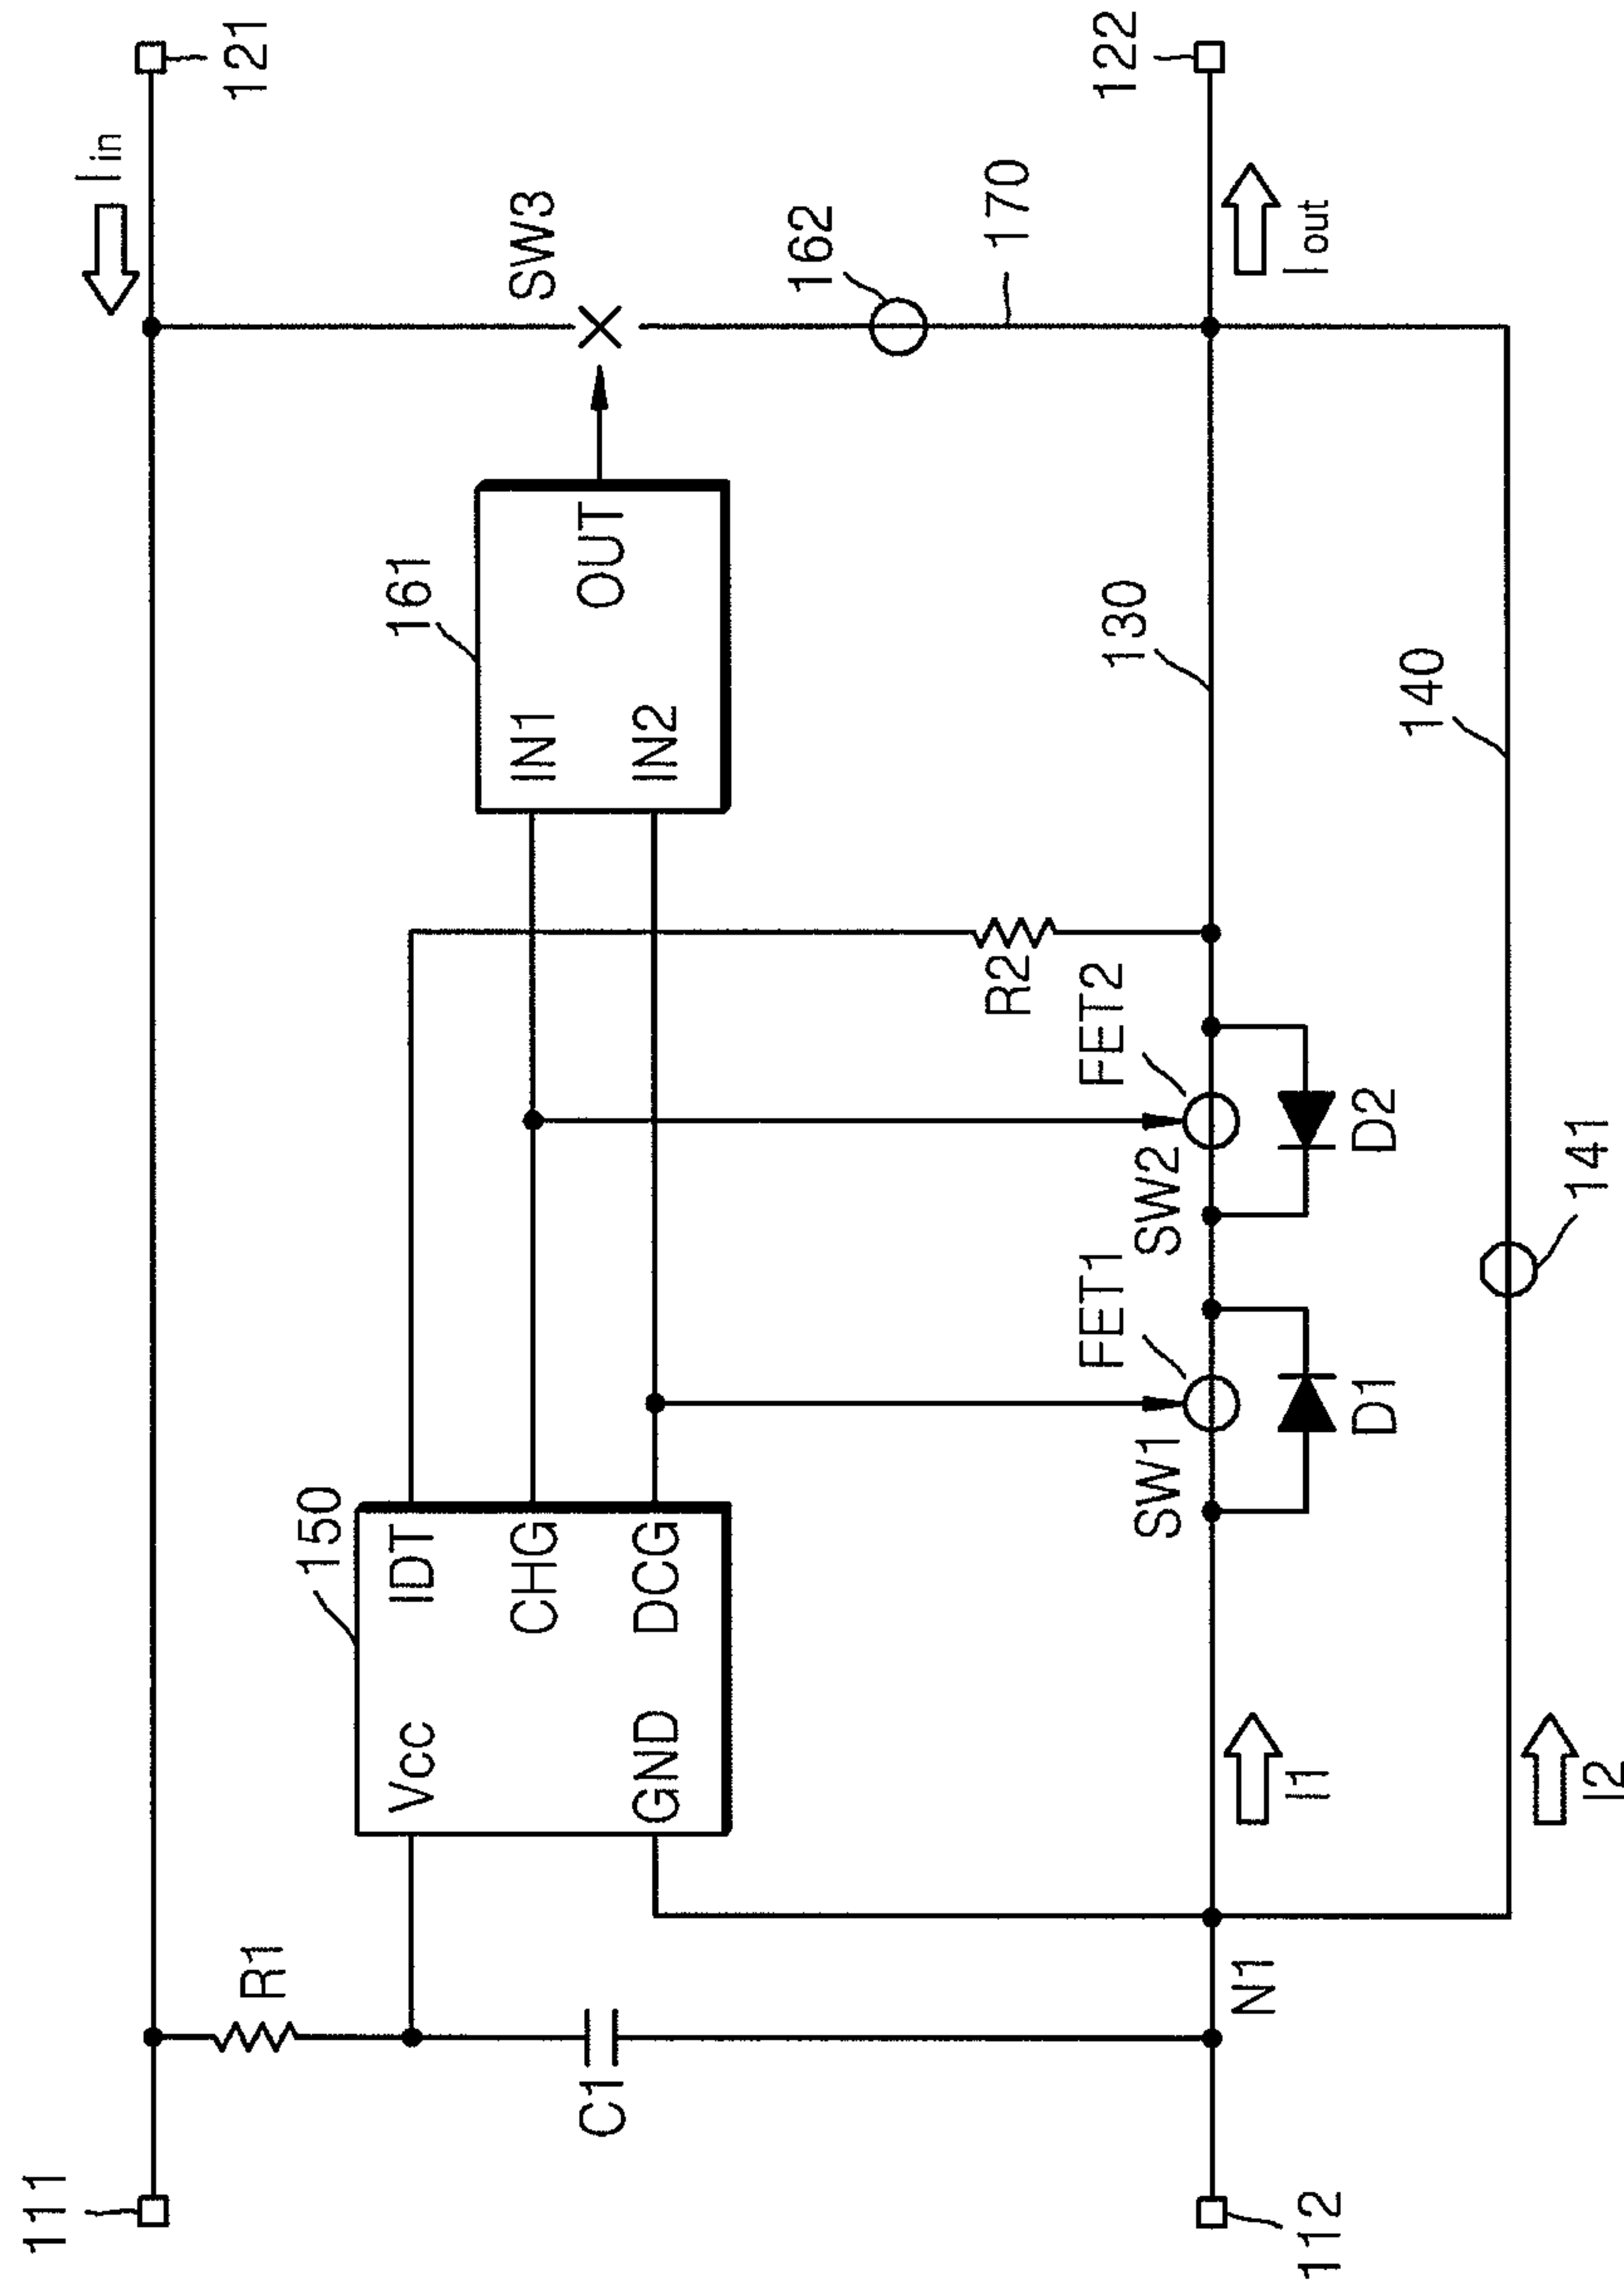 111
R1
C1
112
N1
150
Vcc
GND
IDT
CHG
DCG
I1
I2
SW1
FET1
D1
SW2
FET2
D2
141
R2
161
IN1
IN2
OUT
130
140
SW3
162
170
I in
121
122
I out